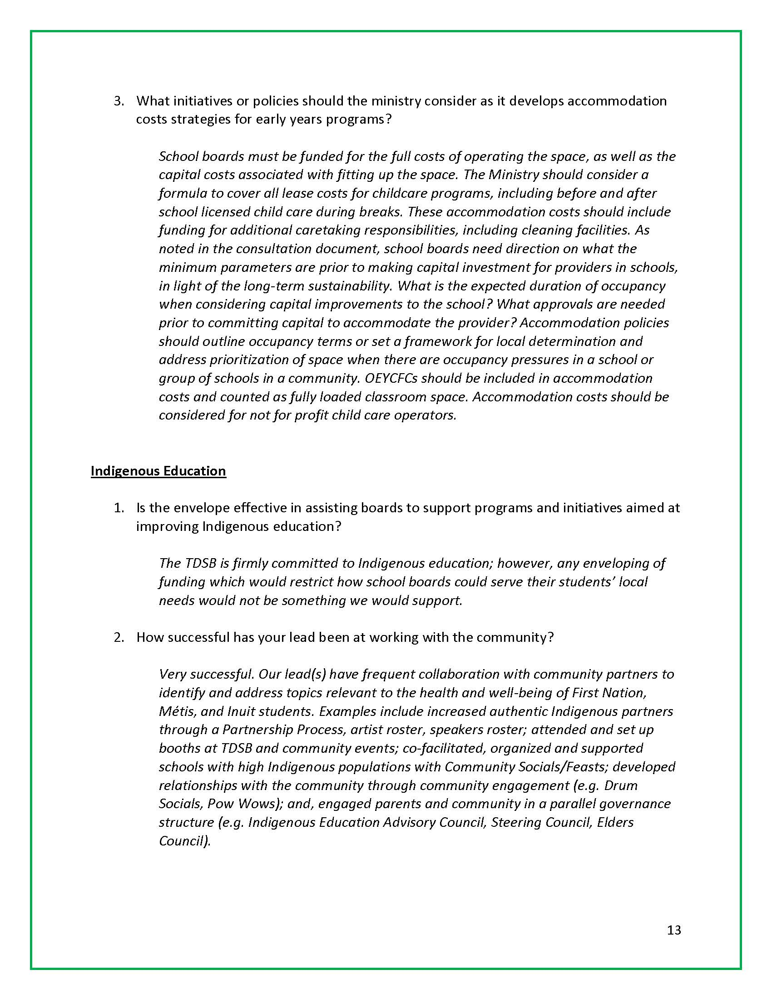 3. What initiatives or policies should the ministry consider as it develops accommodation
costs strategies for early years programs?
School boards must be funded for the full costs of operating the space, as well as the
capital costs associated with fitting up the space. The Ministry should consider a
formula to cover all lease costs for childcare programs, including before and after
school licensed child care during breaks. These accommodation costs should include
funding for additional caretaking responsibilities, including cleaning facilities. As
noted in the consultation document, school boards need direction on what the
minimum parameters are prior to making capital investment for providers in schools,
in light of the long-term sustainability. What is the expected duration of occupancy
when considering capital improvements to the school? What approvals are needed
prior to committing capital to accommodate the provider? Accommodation policies
should outline occupancy terms or set a framework for local determination and
address prioritization of space when there are occupancy pressures in a school or
group of schools in a community. OEYCFCs should be included in accommodation
costs and counted as fully loaded classroom space. Accommodation costs should be
considered for not for profit child care operators.
Indigenous Education
1. Is the envelope effective in assisting boards to support programs and initiatives aimed at
improving Indigenous education?
The TDSB is firmly committed to Indigenous education; however, any enveloping of
funding which would restrict how school boards could serve their students’ local
needs would not be something we would support.
2. How successful has your lead been at working with the community?
Very successful. Our lead(s) have frequent collaboration with community partners to
identify and address topics relevant to the health and well-being of First Nation,
Métis, and Inuit students. Examples include increased authentic Indigenous partners
through a Partnership Process, artist roster, speakers roster; attended and set up
booths at TDSB and community events; co-facilitated, organized and supported
schools with high Indigenous populations with Community Socials/Feasts; developed
relationships with the community through community engagement (e.g. Drum
Socials, Pow Wows); and, engaged parents and community in a parallel governance
structure (e.g. Indigenous Education Advisory Council, Steering Council, Elders
Council).
13